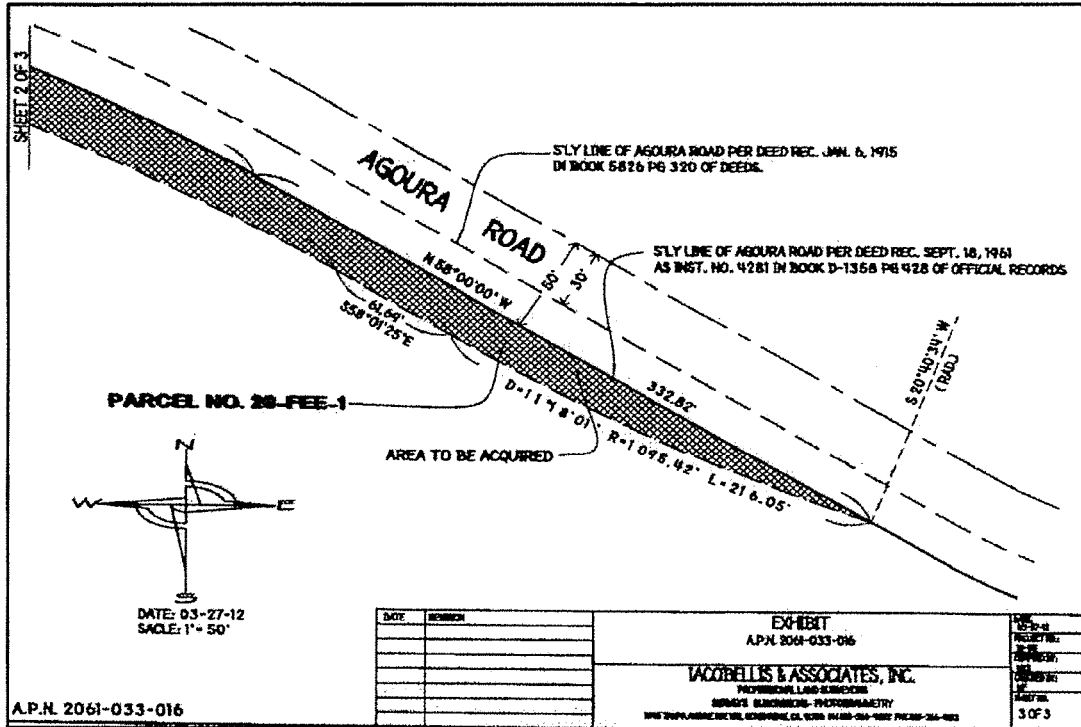 SHEET 2 OF 3
S'LY LINE OF AGOURA ROAD PER DEED REC. JAN. 6, 1915
IN BOOK 5826 PG 320 OF DEEDS.
AGOURA ROAD
S'LY LINE OF AGOURA ROAD PER DEED REC. SEPT. 18, 1961
AS INST. NO. 4281 IN BOOK D-1358 PG 428 OF OFFICIAL RECORDS
30'
N 58°00'00" W
61.69'
S58°01'25"E
332.82'
S 20°40'34" W
(RAD.)
PARCEL NO. 28-FEE-1
D=11°18'01" R=1095.42' L=216.05'
AREA TO BE ACQUIRED
N
W E
S
DATE: 03-27-12
SACLE: 1"= 50'
DATE
EXHIBIT
A.P.N. 2061-033-016
IACOBELLIS & ASSOCIATES, INC.
PROFESSIONAL LAND SURVEYORS
3 OF 3
A.P.N. 2061-033-016